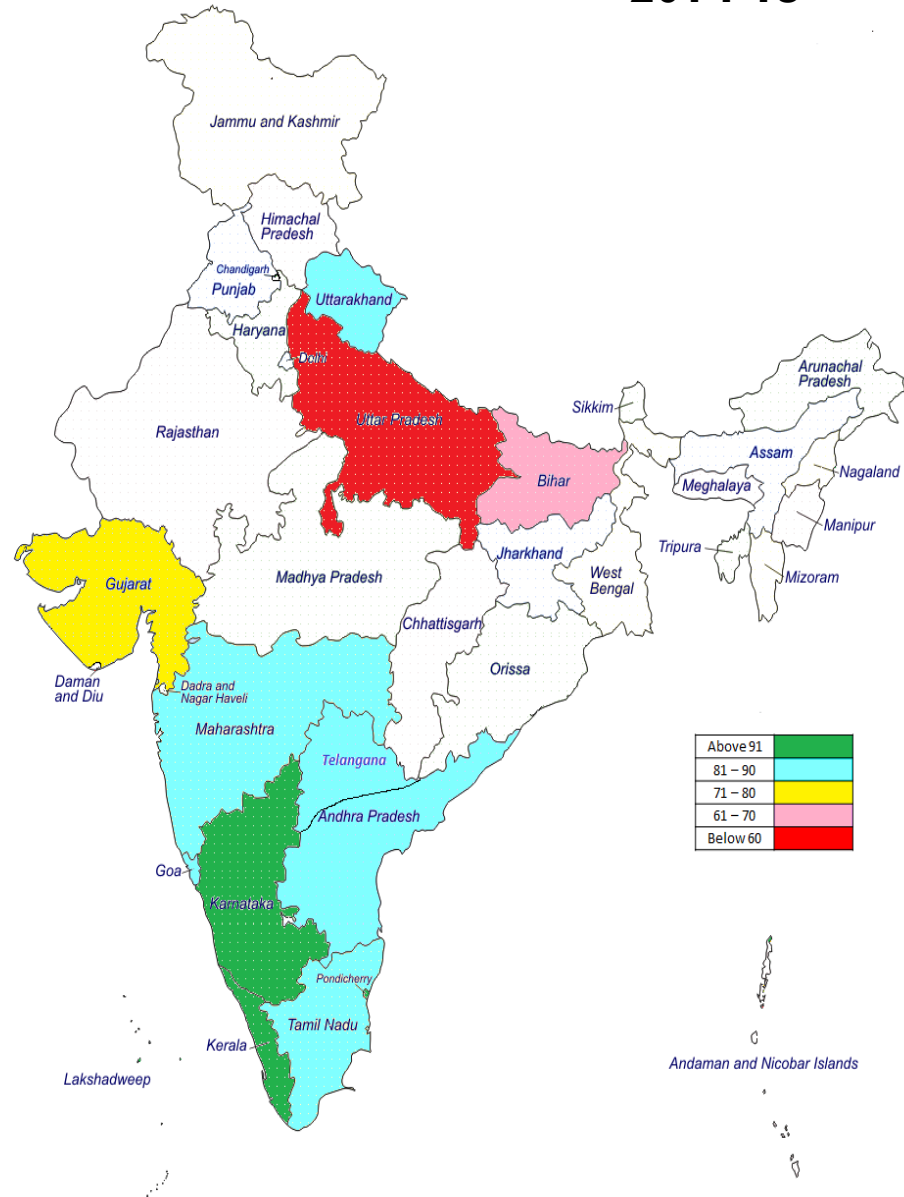 Jammu and Kashmir
Himachal
Pradesh
Chandigarh
Punjab
Uttarakhand
Haryana
Delhi
Arunachal
Pradesh
Sikkim
Uttar Pradesh
Rajasthan
Assam
Nagaland
Bihar
Meghalaya
Manipur
Tripura
Jharkhand
Mizoram
Gujarat
Madhya Pradesh
West
Bengal
Chhattisgarh
Orissa
Daman
and Diu
Dadra and
Nagar Haveli
Maharashtra
Telangana
Above 91
81 – 90
71 – 80
61 – 70
Below 60
Andhra Pradesh
Goa
Karnataka
Pondicherry
Tamil Nadu
Kerala
Lakshadweep
Andaman and Nicobar Islands